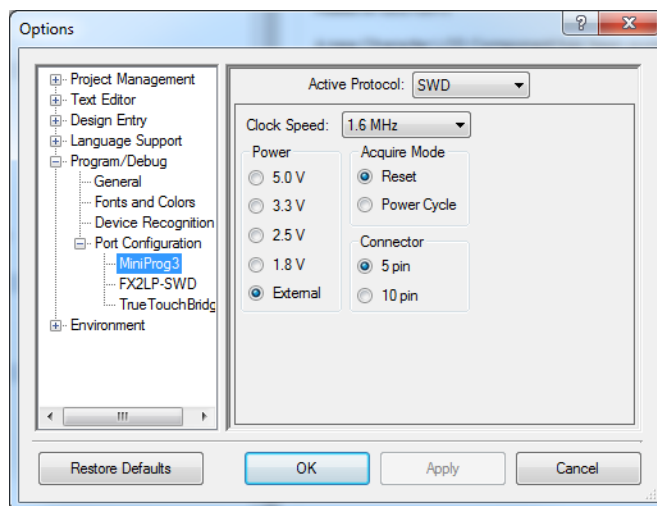 Options
Project Management
Text Editor
Design Entry
Language Support
Program/Debug
General
Fonts and Colors
Device Recognition
Port Configuration
MiniProg3
FX2LP-SWD
TrueTouchBridg
Environment
Active Protocol: SWD
Clock Speed: 1.6 MHz
Power
5.0 V
3.3 V
2.5 V
1.8 V
External
Acquire Mode
Reset
Power Cycle
Connector
5 pin
10 pin
Restore Defaults
OK
Apply
Cancel